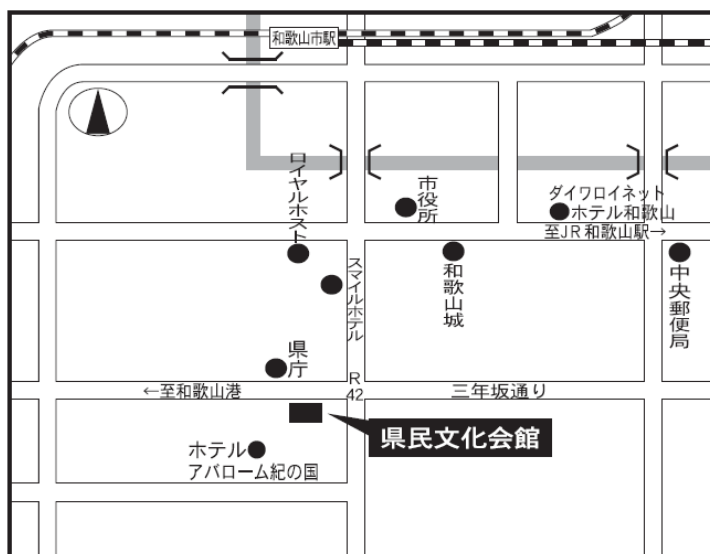 和歌山市駅
ロイヤルホスト
市役所
ダイワロイネット
ホテル和歌山
至JR和歌山駅→
スマイルホテル
和歌山城
中央郵便局
県庁
R
42
←至和歌山港
三年坂通り
県民文化会館
ホテル
アバローム紀の国